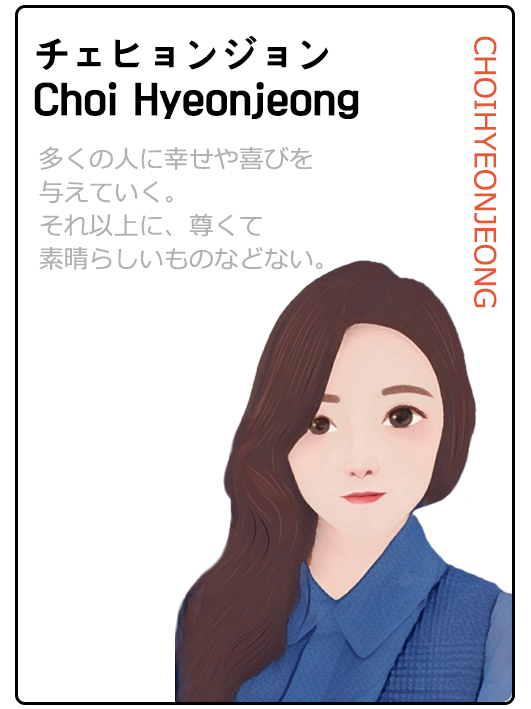 チェヒョンジョン
Choi Hyeonjeong
多くの人に幸せや喜びを
与えていく。
それ以上に、尊くて
素晴らしいものなどない。
CHOIHYEONJEONG